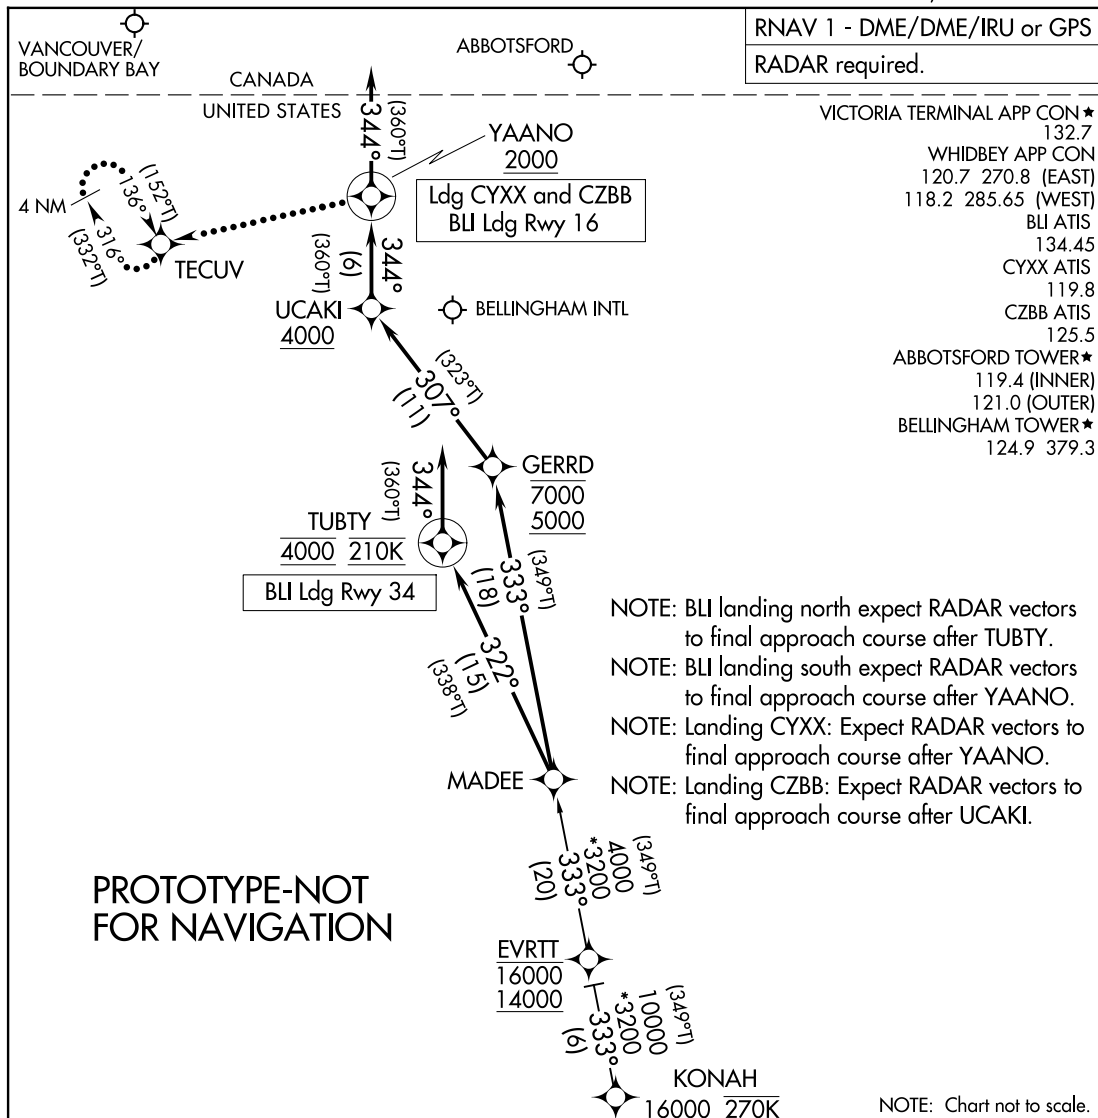 RNAV 1 - DME/DME/IRU or GPS
RADAR required.
VANCOUVER/
BOUNDARY BAY
ABBOTSFORD
CANADA
UNITED STATES
344°
(360°T)
YAANO
2000
Ldg CYXX and CZBB
BLI Ldg Rwy 16
4 NM
(152°T)
136°
316°
(332°T)
TECUV
344°
(6)
(360°T)
UCAKI
4000
BELLINGHAM INTL
(323°T)
307°
(11)
GERRD
7000
5000
344°
(360°T)
TUBTY
4000 210K
BLI Ldg Rwy 34
(349°T)
333°
(18)
322°
(15)
(338°T)
MADEE
(349°T)
4000
*3200
333°
(20)
EVRTT
16000
14000
(349°T)
10000
*3200
333°
(6)
KONAH
16000 270K
VICTORIA TERMINAL APP CON★
132.7
WHIDBEY APP CON
120.7 270.8 (EAST)
118.2 285.65 (WEST)
BLI ATIS
134.45
CYXX ATIS
119.8
CZBB ATIS
125.5
ABBOTSFORD TOWER★
119.4 (INNER)
121.0 (OUTER)
BELLINGHAM TOWER★
124.9 379.3
NOTE: BLI landing north expect RADAR vectors
to final approach course after TUBTY.
NOTE: BLI landing south expect RADAR vectors
to final approach course after YAANO.
NOTE: Landing CYXX: Expect RADAR vectors to
final approach course after YAANO.
NOTE: Landing CZBB: Expect RADAR vectors to
final approach course after UCAKI.
PROTOTYPE-NOT
FOR NAVIGATION
NOTE: Chart not to scale.